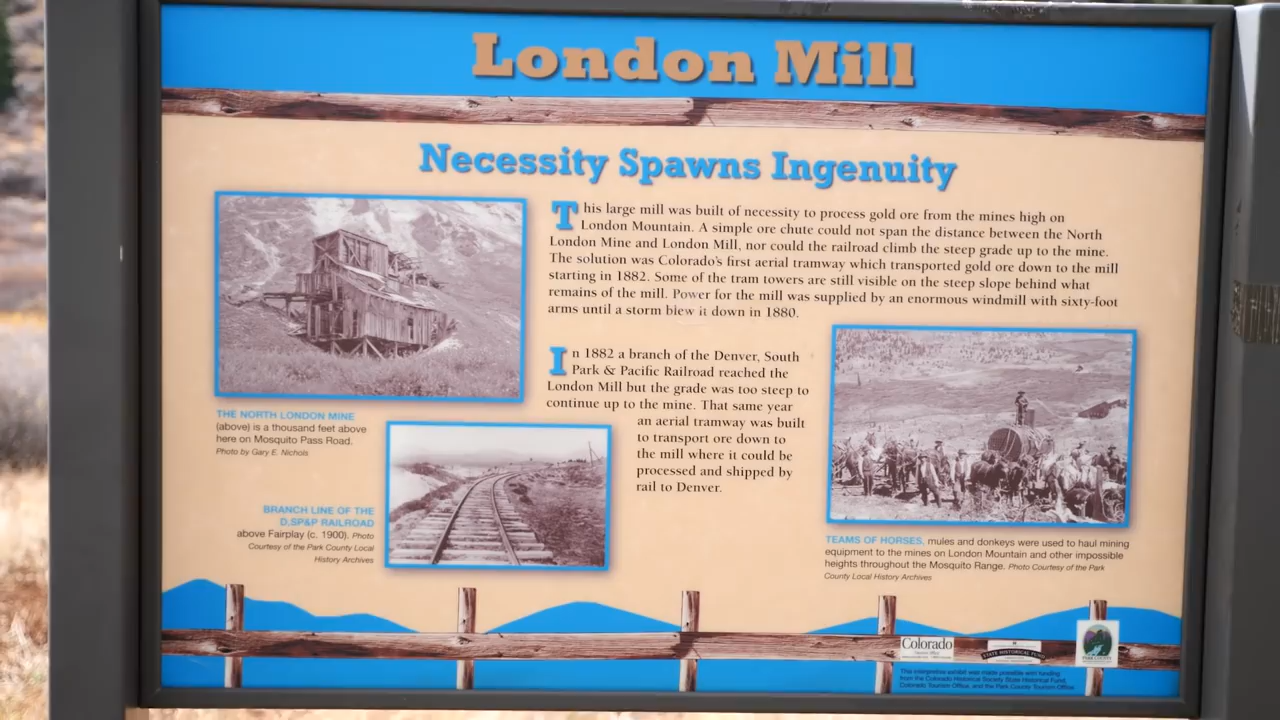 London Mill
Necessity Spawns Ingenuity
This large mill was built of necessity to process gold ore from the mines high on
London Mountain. A simple ore chute could not span the distance between the North
London Mine and London Mill, nor could the railroad climb the steep grade up to the mine.
The solution was Colorado's first aerial tramway which transported gold ore down to the mill
starting in 1882. Some of the tram towers are still visible on the steep slope behind what
remains of the mill. Power for the mill was supplied by an enormous windmill with sixty-foot
arms until a storm blew it down in 1880.
In 1882 a branch of the Denver, South
Park & Pacific Railroad reached the
London Mill but the grade was too steep to
continue up to the mine. That same year
an aerial tramway was built
to transport ore down to
the mill where it could be
processed and shipped by
rail to Denver.
THE NORTH LONDON MINE
(above) is a thousand feet above
here on Mosquito Pass Road.
Photo by Gary E. Nichols
BRANCH LINE OF THE
D,SP&P RAILROAD
above Fairplay (c. 1900). Photo
Courtesy of the Park County Local
History Archives
TEAMS OF HORSES, mules and donkeys were used to haul mining
equipment to the mines on London Mountain and other impossible
heights throughout the Mosquito Range. Photo Courtesy of the Park
County Local History Archives
Colorado
STATE HISTORICAL FUND
PARK COUNTY
This interpretive exhibit was made possible with funding
from the Colorado Historical Society State Historical Fund,
Colorado Tourism Office, and the Park County Tourism Office.